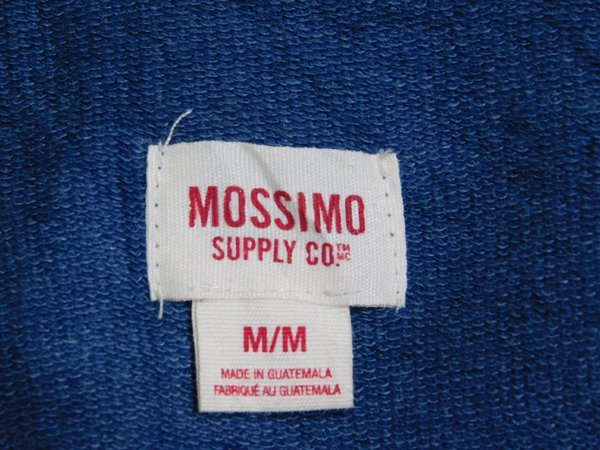 MOSSIMO
SUPPLY CO.™ MC
M/M
MADE IN GUATEMALA
FABRIQUÉ AU GUATEMALA